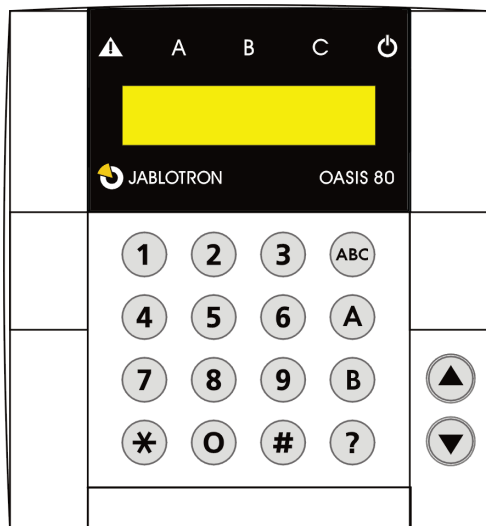 A B C
JABLOTRON OASIS 80
1 2 3 ABC
4 5 6 A
7 8 9 B
* 0 # ?